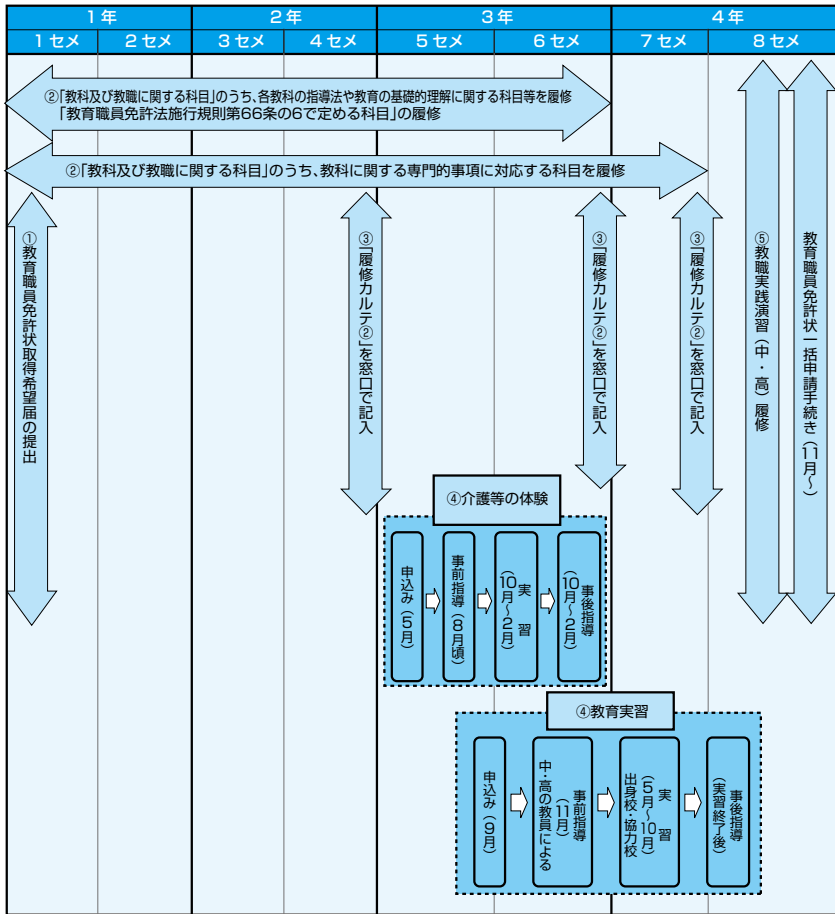 1年
2年
3年
4年
1セメ
2セメ
3セメ
4セメ
5セメ
6セメ
7セメ
8セメ
②「教科及び教職に関する科目」のうち、各教科の指導法や教育の基礎的理解に関する科目等を履修
「教育職員免許法施行規則第66条の6で定める科目」の履修
②「教科及び教職に関する科目」のうち、教科に関する専門的事項に対応する科目を履修
①教育職員免許状取得希望届の提出
③「履修カルテ②」を窓口で記入
③「履修カルテ②」を窓口で記入
③「履修カルテ②」を窓口で記入
⑤教職実践演習(中・高)履修
教育職員免許状一括申請手続き(11月~)
④介護等の体験
申込み(5月)
事前指導(8月頃)
実習
(10月~2月)
事後指導
(10月~2月)
④教育実習
申込み(9月)
事前指導
(11月)
中・高の教員による
実習
(5月~10月)
出身校・協力校
事後指導
(実習終了後)